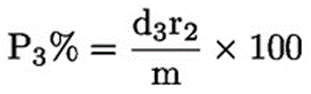 P₃% = d₃r₂/m × 100